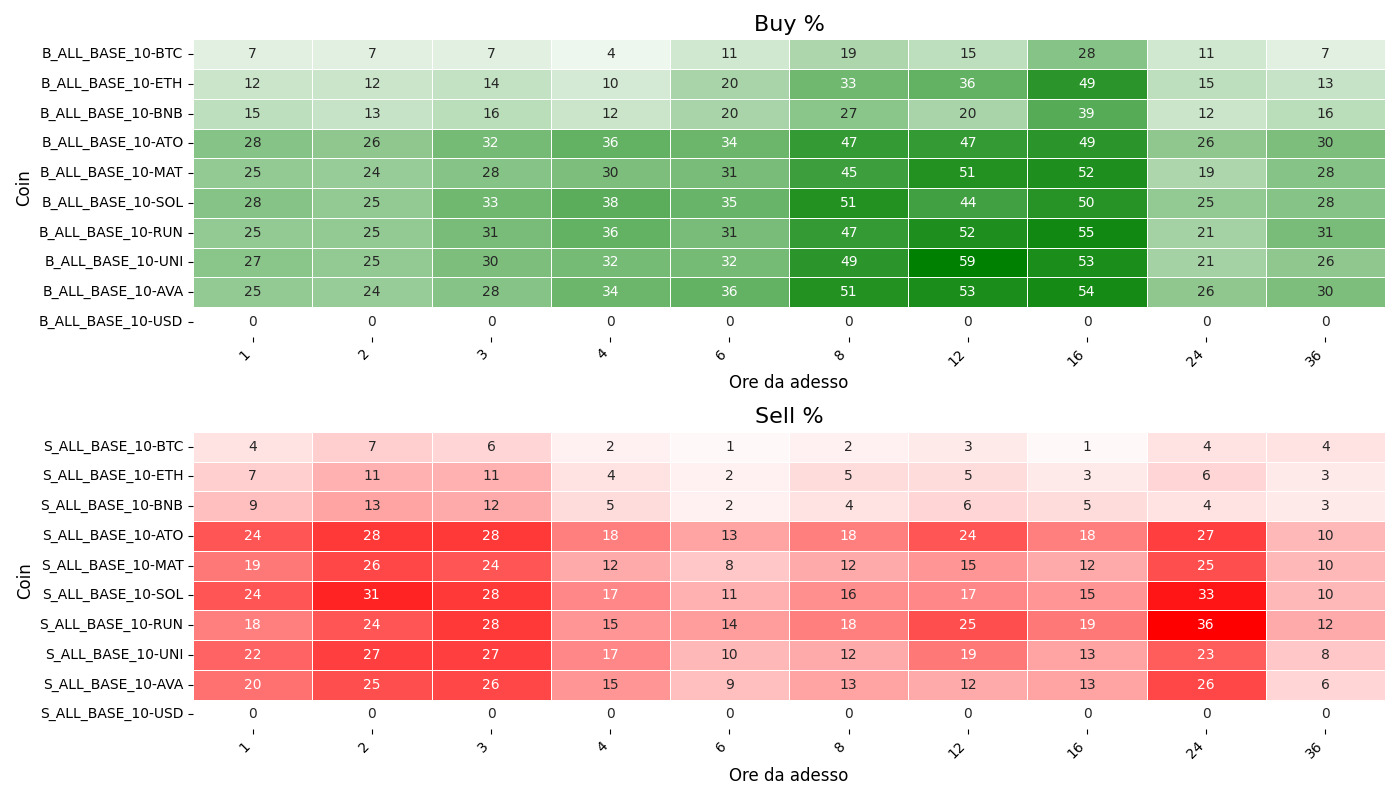 Buy %
Coin
B_ALL_BASE_10-BTC 7 7 7 4 11 19 15 28 11 7
B_ALL_BASE_10-ETH 12 12 14 10 20 33 36 49 15 13
B_ALL_BASE_10-BNB 15 13 16 12 20 27 20 39 12 16
B_ALL_BASE_10-ATO 28 26 32 36 34 47 47 49 26 30
B_ALL_BASE_10-MAT 25 24 28 30 31 45 51 52 19 28
B_ALL_BASE_10-SOL 28 25 33 38 35 51 44 50 25 28
B_ALL_BASE_10-RUN 25 25 31 36 31 47 52 55 21 31
B_ALL_BASE_10-UNI 27 25 30 32 32 49 59 53 21 26
B_ALL_BASE_10-AVA 25 24 28 34 36 51 53 54 26 30
B_ALL_BASE_10-USD 0 0 0 0 0 0 0 0 0 0
1 2 3 4 6 8 12 16 24 36
Ore da adesso
Sell %
Coin
S_ALL_BASE_10-BTC 4 7 6 2 1 2 3 1 4 4
S_ALL_BASE_10-ETH 7 11 11 4 2 5 5 3 6 3
S_ALL_BASE_10-BNB 9 13 12 5 2 4 6 5 4 3
S_ALL_BASE_10-ATO 24 28 28 18 13 18 24 18 27 10
S_ALL_BASE_10-MAT 19 26 24 12 8 12 15 12 25 10
S_ALL_BASE_10-SOL 24 31 28 17 11 16 17 15 33 10
S_ALL_BASE_10-RUN 18 24 28 15 14 18 25 19 36 12
S_ALL_BASE_10-UNI 22 27 27 17 10 12 19 13 23 8
S_ALL_BASE_10-AVA 20 25 26 15 9 13 12 13 26 6
S_ALL_BASE_10-USD 0 0 0 0 0 0 0 0 0 0
1 2 3 4 6 8 12 16 24 36
Ore da adesso